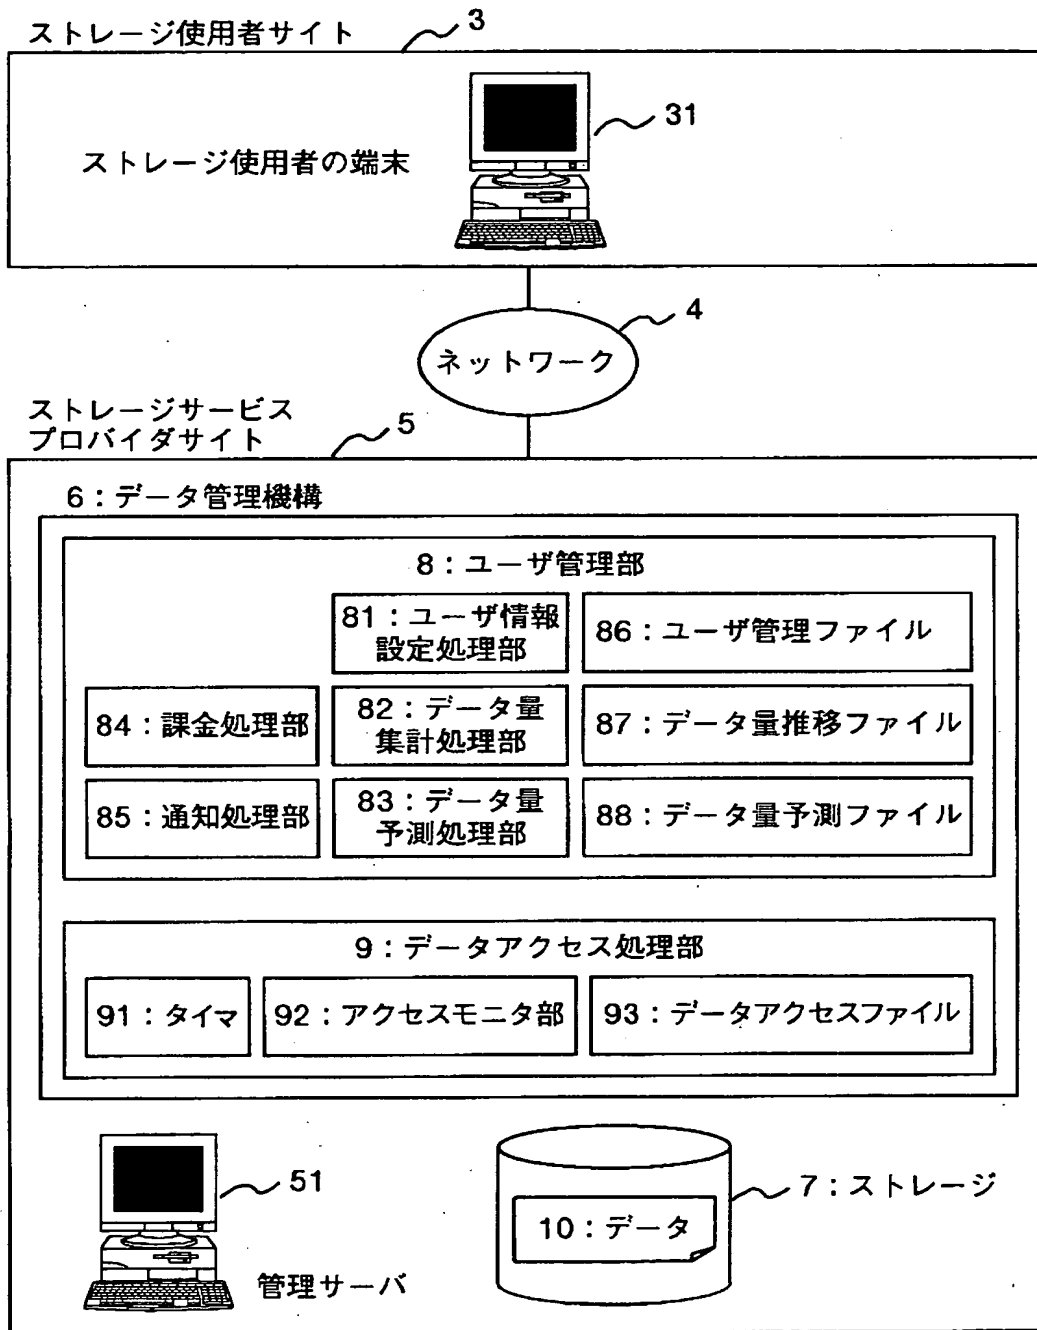 ストレージ使用者サイト
3
31
ストレージ使用者の端末
4
ネットワーク
ストレージサービス
プロバイダサイト
5
6：データ管理機構
8：ユーザ管理部
81：ユーザ情報
設定処理部
86：ユーザ管理ファイル
84：課金処理部
82：データ量
集計処理部
87：データ量推移ファイル
85：通知処理部
83：データ量
予測処理部
88：データ量予測ファイル
9：データアクセス処理部
91：タイマ
92：アクセスモニタ部
93：データアクセスファイル
51
管理サーバ
7：ストレージ
10：データ